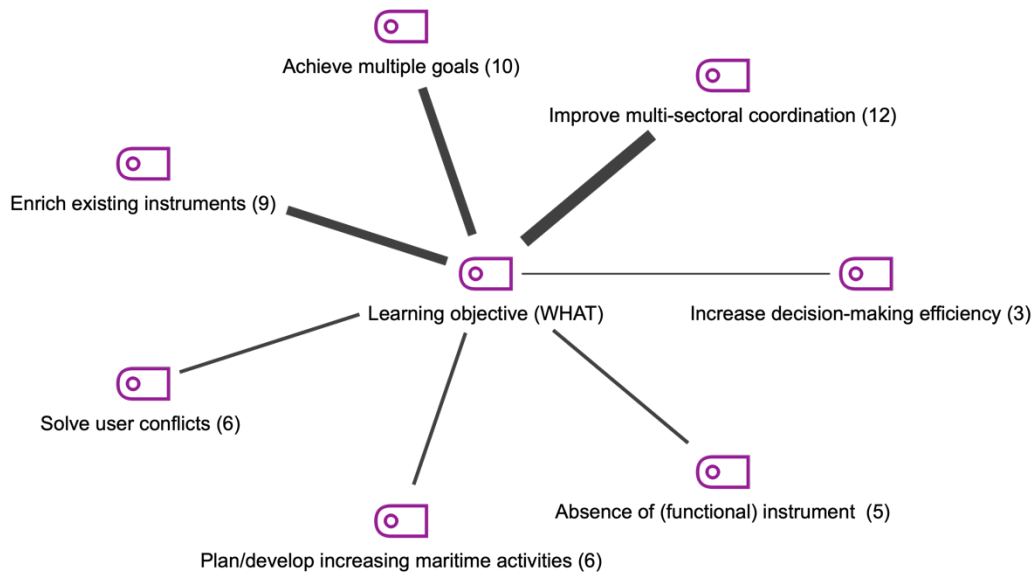 Achieve multiple goals (10)
Improve multi-sectoral coordination (12)
Enrich existing instruments (9)
Learning objective (WHAT)
Increase decision-making efficiency (3)
Solve user conflicts (6)
Absence of (functional) instrument  (5)
Plan/develop increasing maritime activities (6)